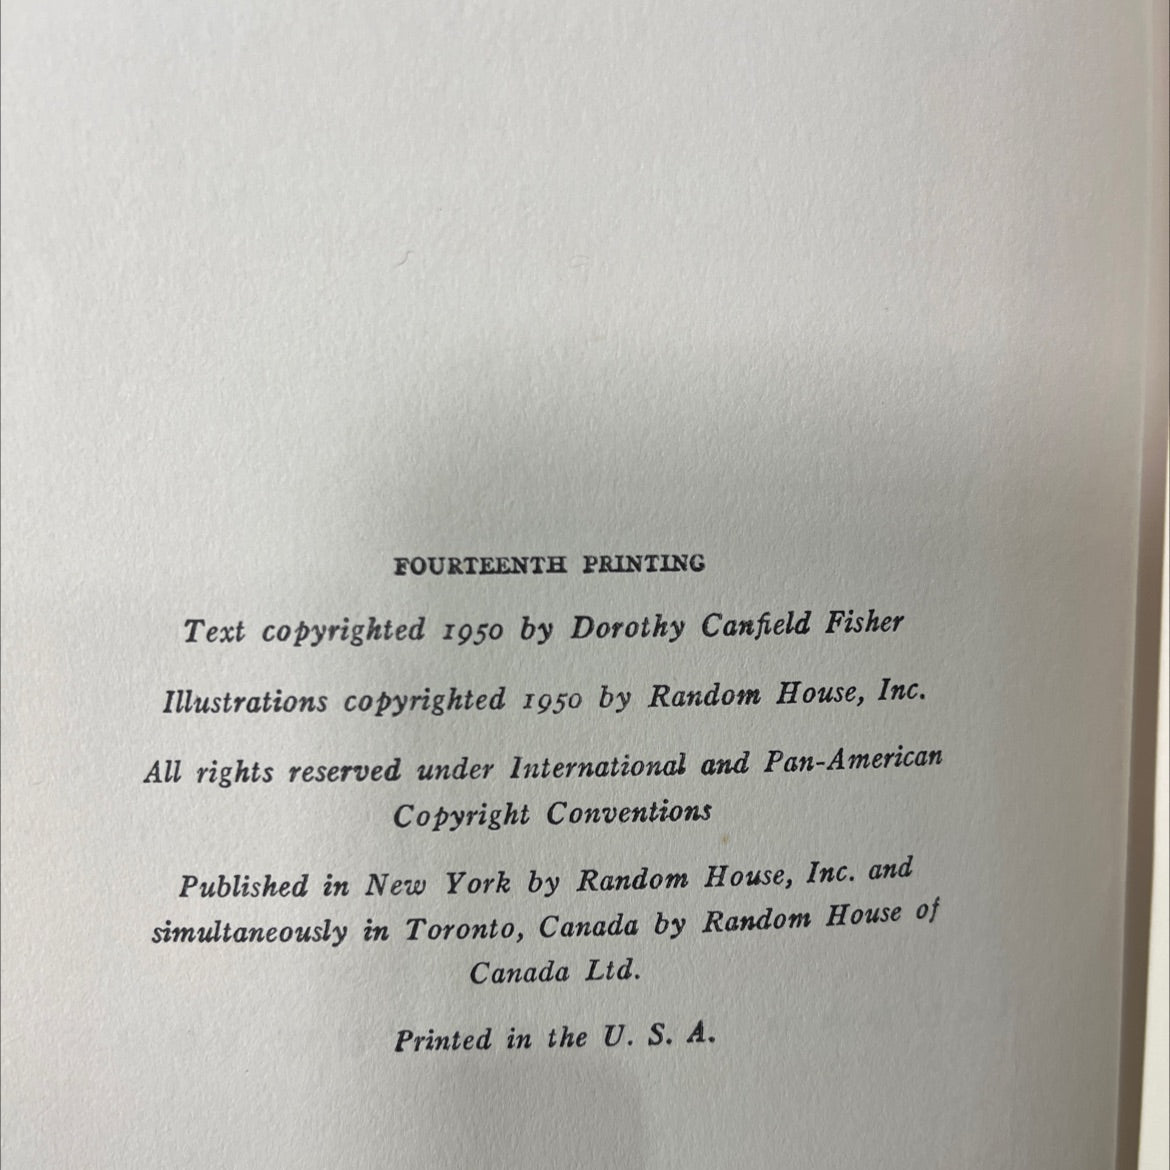 FOURTEENTH PRINTING
Text copyrighted 1950 by Dorothy Canfield Fisher
Illustrations copyrighted 1950 by Random House, Inc.
All rights reserved under International and Pan-American
Copyright Conventions
Published in New York by Random House, Inc. and
simultaneously in Toronto, Canada by Random House of
Canada Ltd.
Printed in the U. S. A.